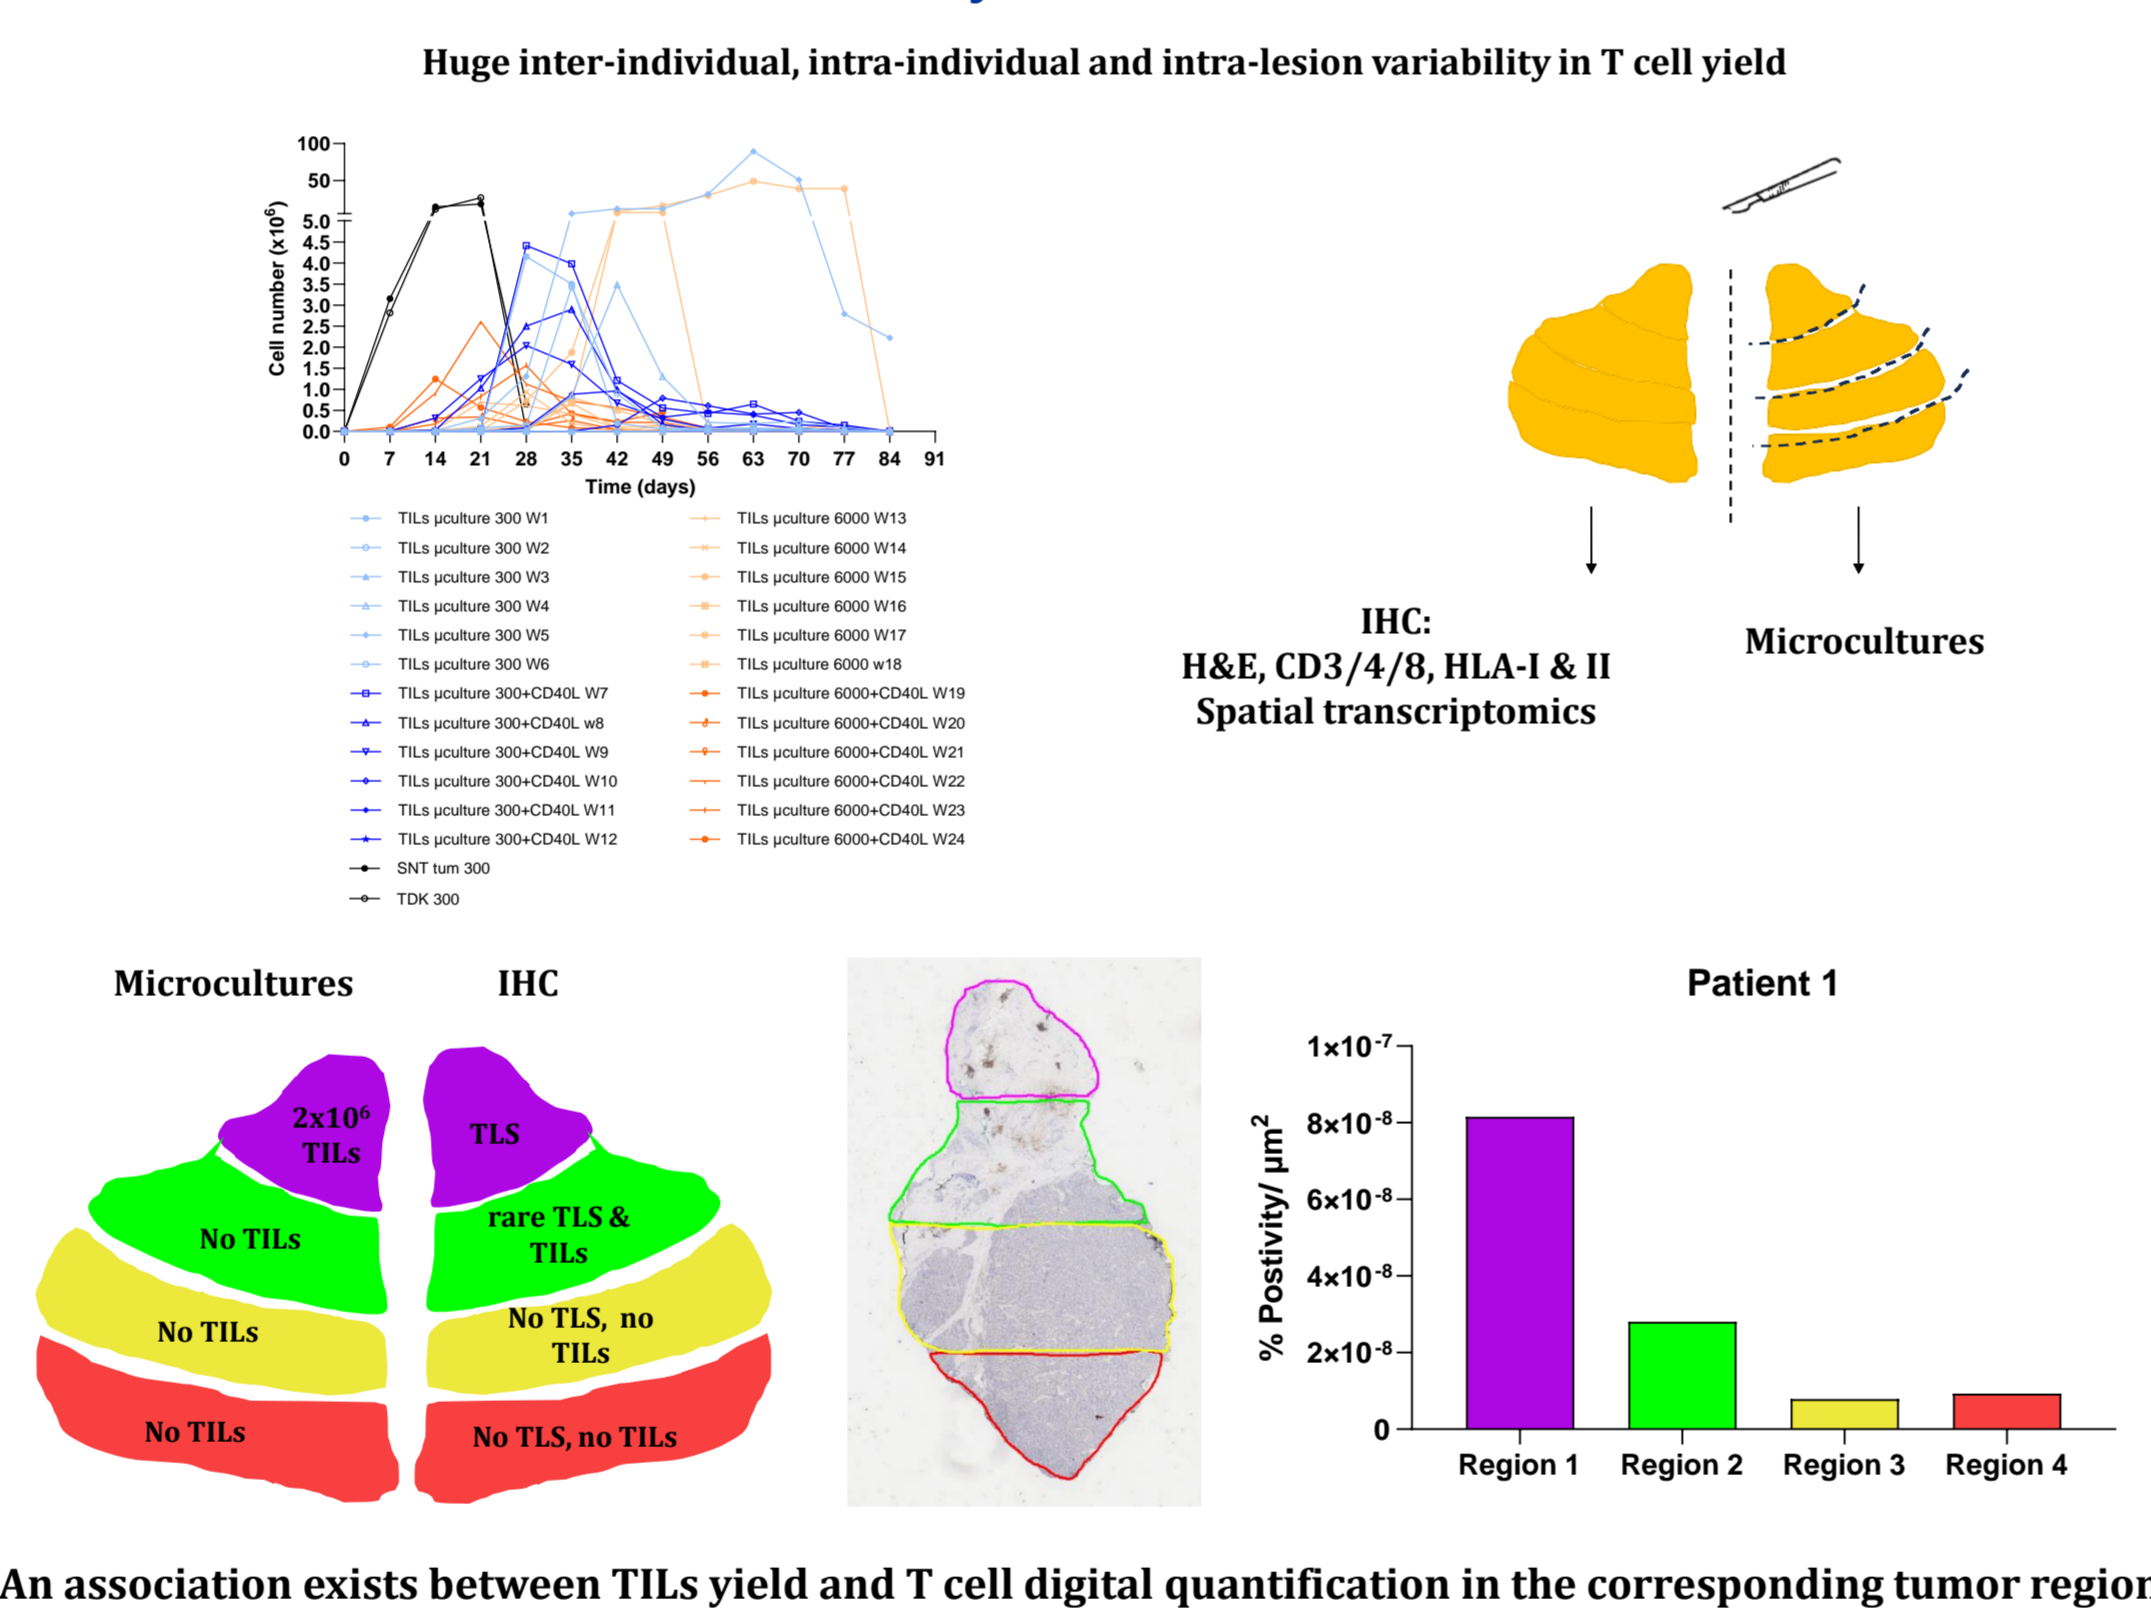 Huge inter-individual, intra-individual and intra-lesion variability in T cell yield
Cell number (x10⁶)
100
50
5.0
4.5
4.0
3.5
3.0
2.5
2.0
1.5
1.0
0.5
0.0
0 7 14 21 28 35 42 49 56 63 70 77 84 91
Time (days)
TILs µculture 300 W1
TILs µculture 300 W2
TILs µculture 300 W3
TILs µculture 300 W4
TILs µculture 300 W5
TILs µculture 300 W6
TILs µculture 300+CD40L W7
TILs µculture 300+CD40L w8
TILs µculture 300+CD40L W9
TILs µculture 300+CD40L W10
TILs µculture 300+CD40L W11
TILs µculture 300+CD40L W12
SNT tum 300
TDK 300
TILs µculture 6000 W13
TILs µculture 6000 W14
TILs µculture 6000 W15
TILs µculture 6000 W16
TILs µculture 6000 W17
TILs µculture 6000 w18
TILs µculture 6000+CD40L W19
TILs µculture 6000+CD40L W20
TILs µculture 6000+CD40L W21
TILs µculture 6000+CD40L W22
TILs µculture 6000+CD40L W23
TILs µculture 6000+CD40L W24
IHC:
H&E, CD3/4/8, HLA-I & II
Spatial transcriptomics
Microcultures
Microcultures
IHC
2x10⁶
TILs
No TILs
No TILs
No TILs
TLS
rare TLS &
TILs
No TLS, no
TILs
No TLS, no TILs
Patient 1
% Postivity/ µm²
1×10⁻⁷
8×10⁻⁸
6×10⁻⁸
4×10⁻⁸
2×10⁻⁸
0
Region 1 Region 2 Region 3 Region 4
An association exists between TILs yield and T cell digital quantification in the corresponding tumor region